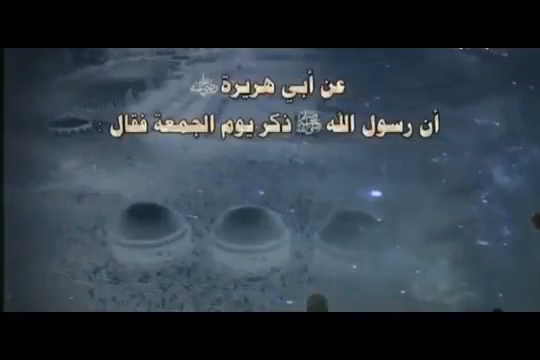 عن أبي هريرة ﵁
أن رسول الله ﷺ ذكر يوم الجمعة فقال :